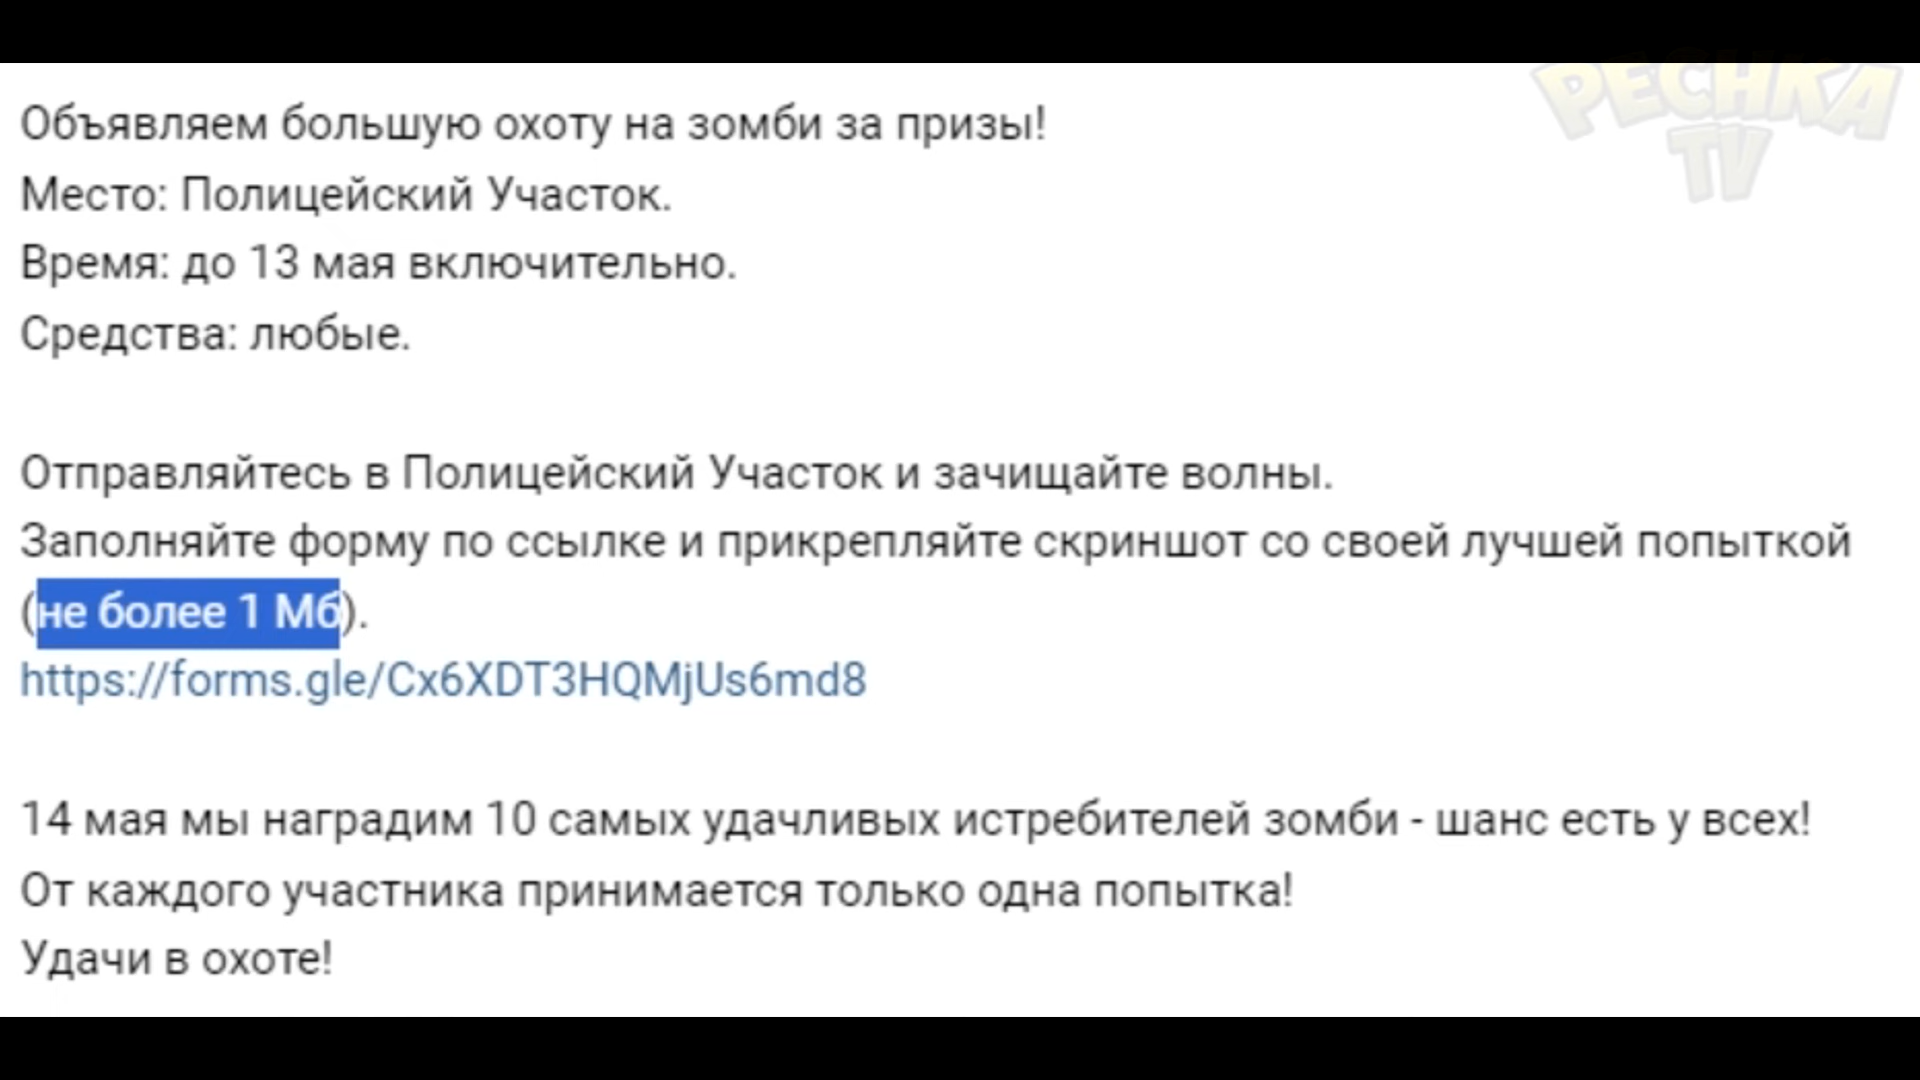 PECHKA
TV
Объявляем большую охоту на зомби за призы!
Место: Полицейский Участок.
Время: до 13 мая включительно.
Средства: любые.
Отправляйтесь в Полицейский Участок и зачищайте волны.
Заполняйте форму по ссылке и прикрепляйте скриншот со своей лучшей попыткой
(не более 1 Мб).
https://forms.gle/Cx6XDT3HQMjUs6md8
14 мая мы наградим 10 самых удачливых истребителей зомби - шанс есть у всех!
От каждого участника принимается только одна попытка!
Удачи в охоте!